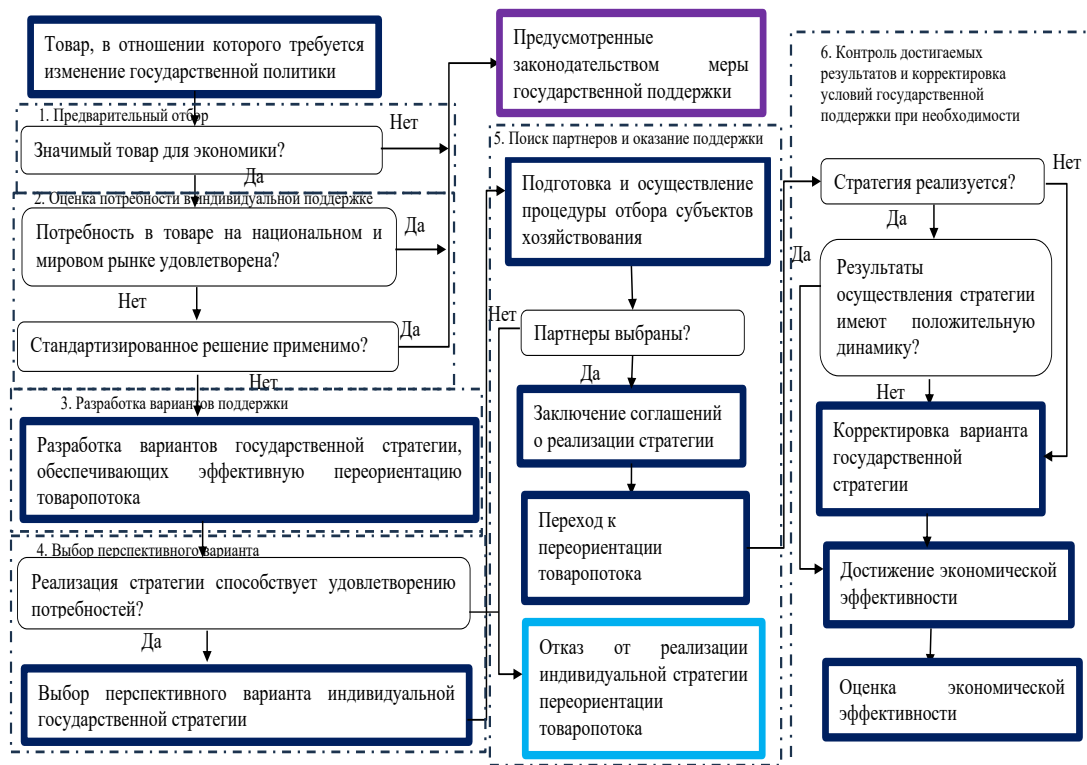 Товар, в отношении которого требуется
изменение государственной политики
1. Предварительный отбор
Нет
Значимый товар для экономики?
Да
2. Оценка потребности в индивидуальной поддержке
Да
Потребность в товаре на национальном и
мировом рынке удовлетворена?
Нет
Да
Стандартизированное решение применимо?
Нет
3. Разработка вариантов поддержки
Разработка вариантов государственной стратегии,
обеспечивающих эффективную переориентацию
товаропотока
4. Выбор перспективного варианта
Реализация стратегии способствует удовлетворению
потребностей?
Да
Выбор перспективного варианта индивидуальной
государственной стратегии
Предусмотренные
законодательством меры
государственной поддержки
5. Поиск партнеров и оказание поддержки
Подготовка и осуществление
процедуры отбора субъектов
хозяйствования
Нет
Партнеры выбраны?
Да
Заключение соглашений
о реализации стратегии
Переход к
переориентации
товаропотока
Отказ от реализации
индивидуальной стратегии
переориентации
товаропотока
6. Контроль достигаемых
результатов и корректировка
условий государственной
поддержки при необходимости
Нет
Стратегия реализуется?
Да
Да
Результаты
осуществления стратегии
имеют положительную
динамику?
Нет
Корректировка варианта
государственной
стратегии
Достижение экономической
эффективности
Оценка экономической
эффективности